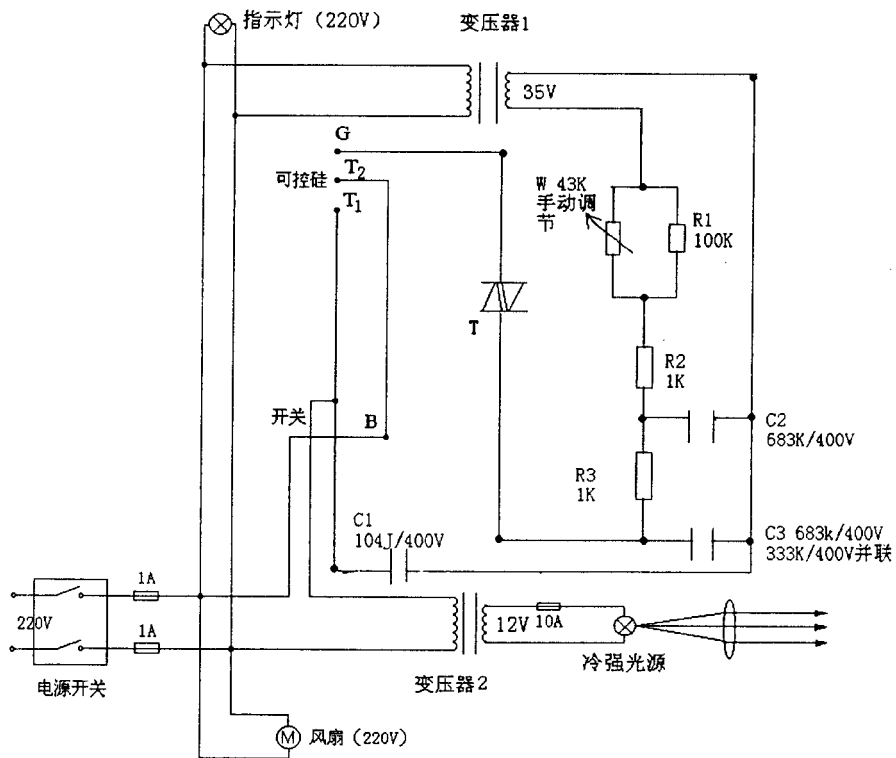 指示灯（220V）
变压器1
35V
G
T2
可控硅
T1
W 43K
手动调
节
R1
100K
T
R2
1K
开关
B
C2
683K/400V
R3
1K
C1
104J/400V
C3 683k/400V
333K/400V并联
1A
220V
1A
12V
10A
冷强光源
电源开关
变压器2
M
风扇（220V）